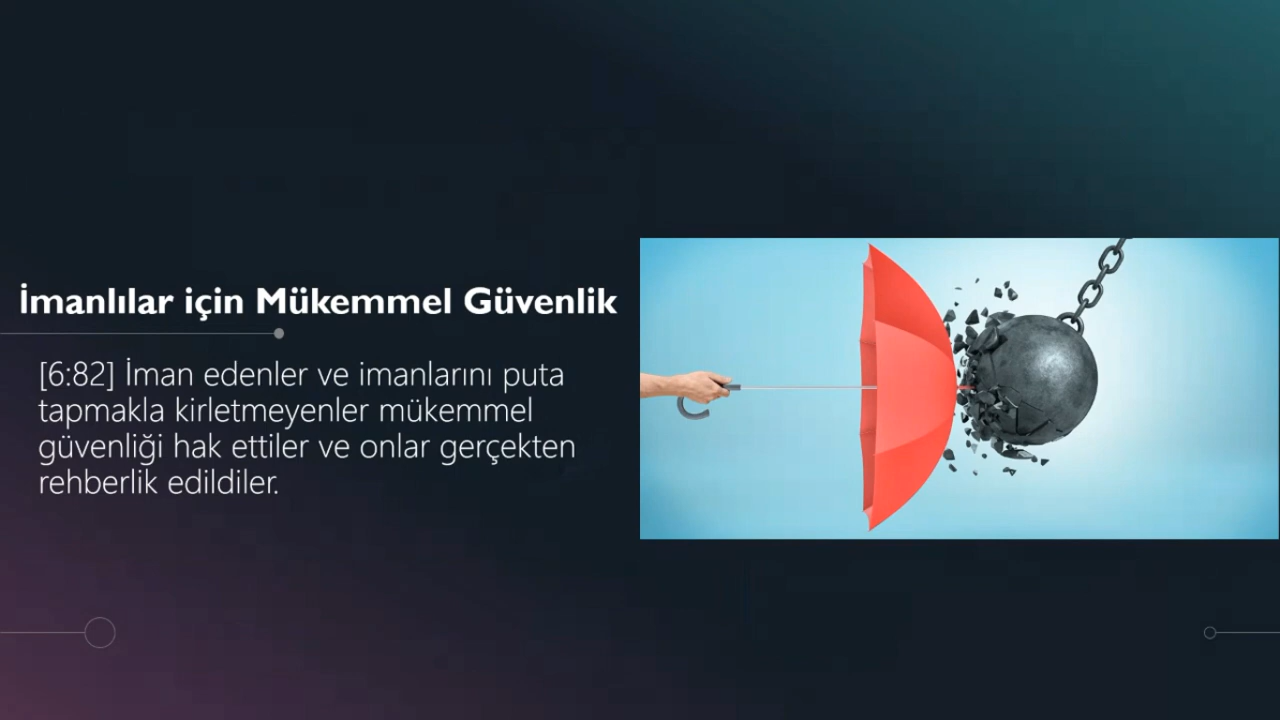 İmanlılar için Mükemmel Güvenlik
[6:82] İman edenler ve imanlarını puta
tapmakla kirletmeyenler mükemmel
güvenliği hak ettiler ve onlar gerçekten
rehberlik edildiler.